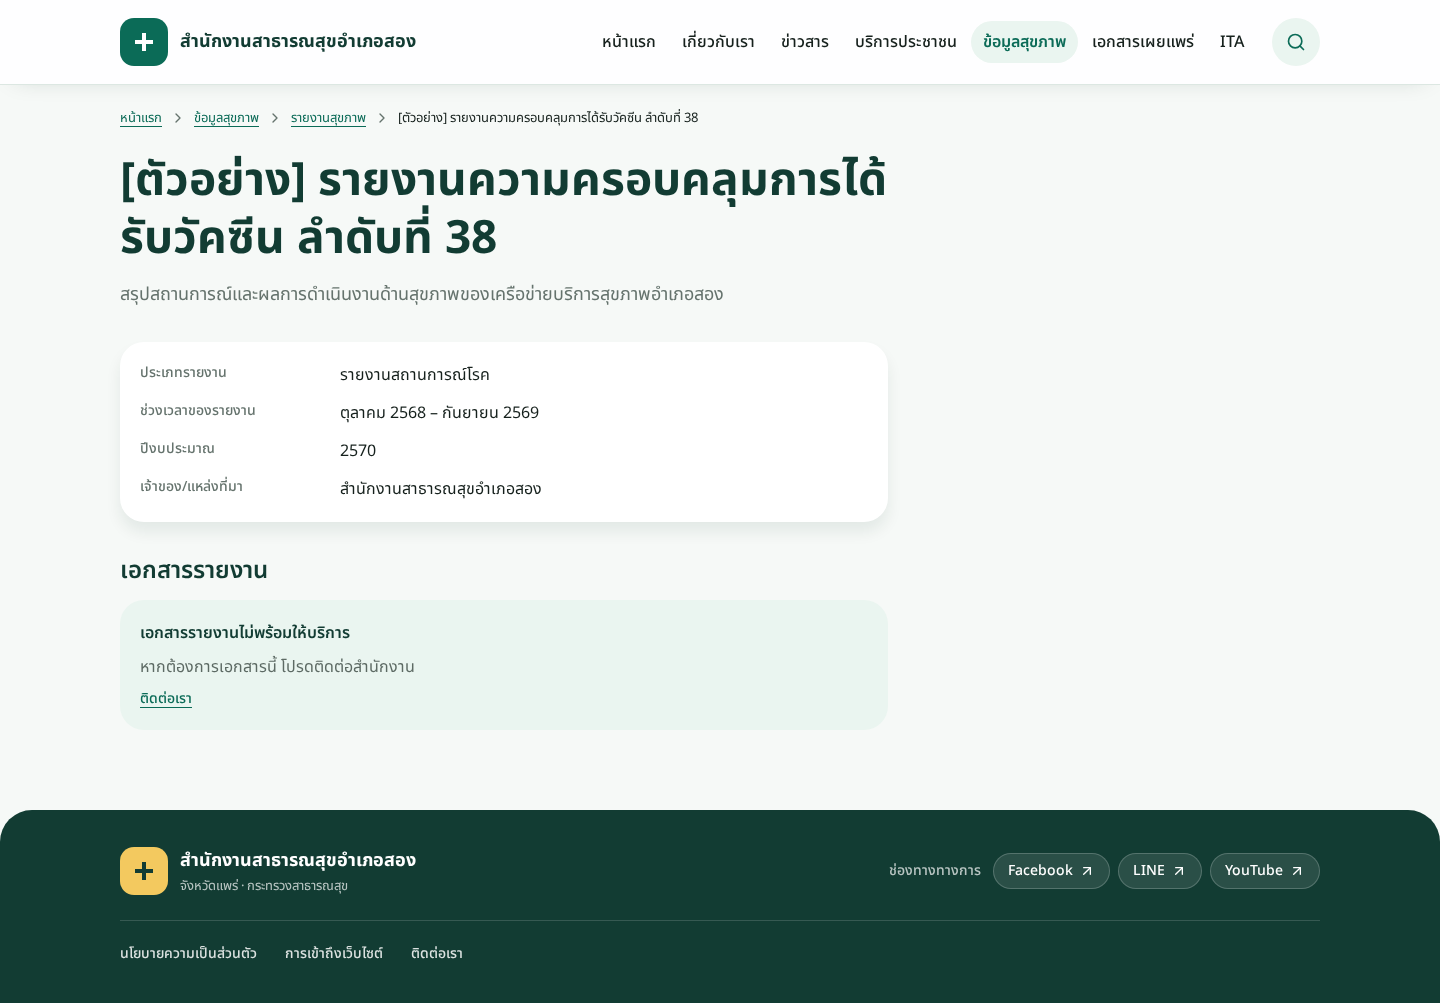 สำนักงานสาธารณสุขอำเภอสอง
หน้าแรก เกี่ยวกับเรา ข่าวสาร บริการประชาชน ข้อมูลสุขภาพ เอกสารเผยแพร่ ITA
หน้าแรก ข้อมูลสุขภาพ รายงานสุขภาพ [ตัวอย่าง] รายงานความครอบคลุมการได้รับวัคซีน ลำดับที่ 38
[ตัวอย่าง] รายงานความครอบคลุมการได้
รับวัคซีน ลำดับที่ 38
สรุปสถานการณ์และผลการดำเนินงานด้านสุขภาพของเครือข่ายบริการสุขภาพอำเภอสอง
ประเภทรายงาน รายงานสถานการณ์โรค
ช่วงเวลาของรายงาน ตุลาคม 2568 – กันยายน 2569
ปีงบประมาณ 2570
เจ้าของ/แหล่งที่มา สำนักงานสาธารณสุขอำเภอสอง
เอกสารรายงาน
เอกสารรายงานไม่พร้อมให้บริการ
หากต้องการเอกสารนี้ โปรดติดต่อสำนักงาน
ติดต่อเรา
สำนักงานสาธารณสุขอำเภอสอง
จังหวัดแพร่ · กระทรวงสาธารณสุข
ช่องทางทางการ Facebook LINE YouTube
นโยบายความเป็นส่วนตัว การเข้าถึงเว็บไซต์ ติดต่อเรา